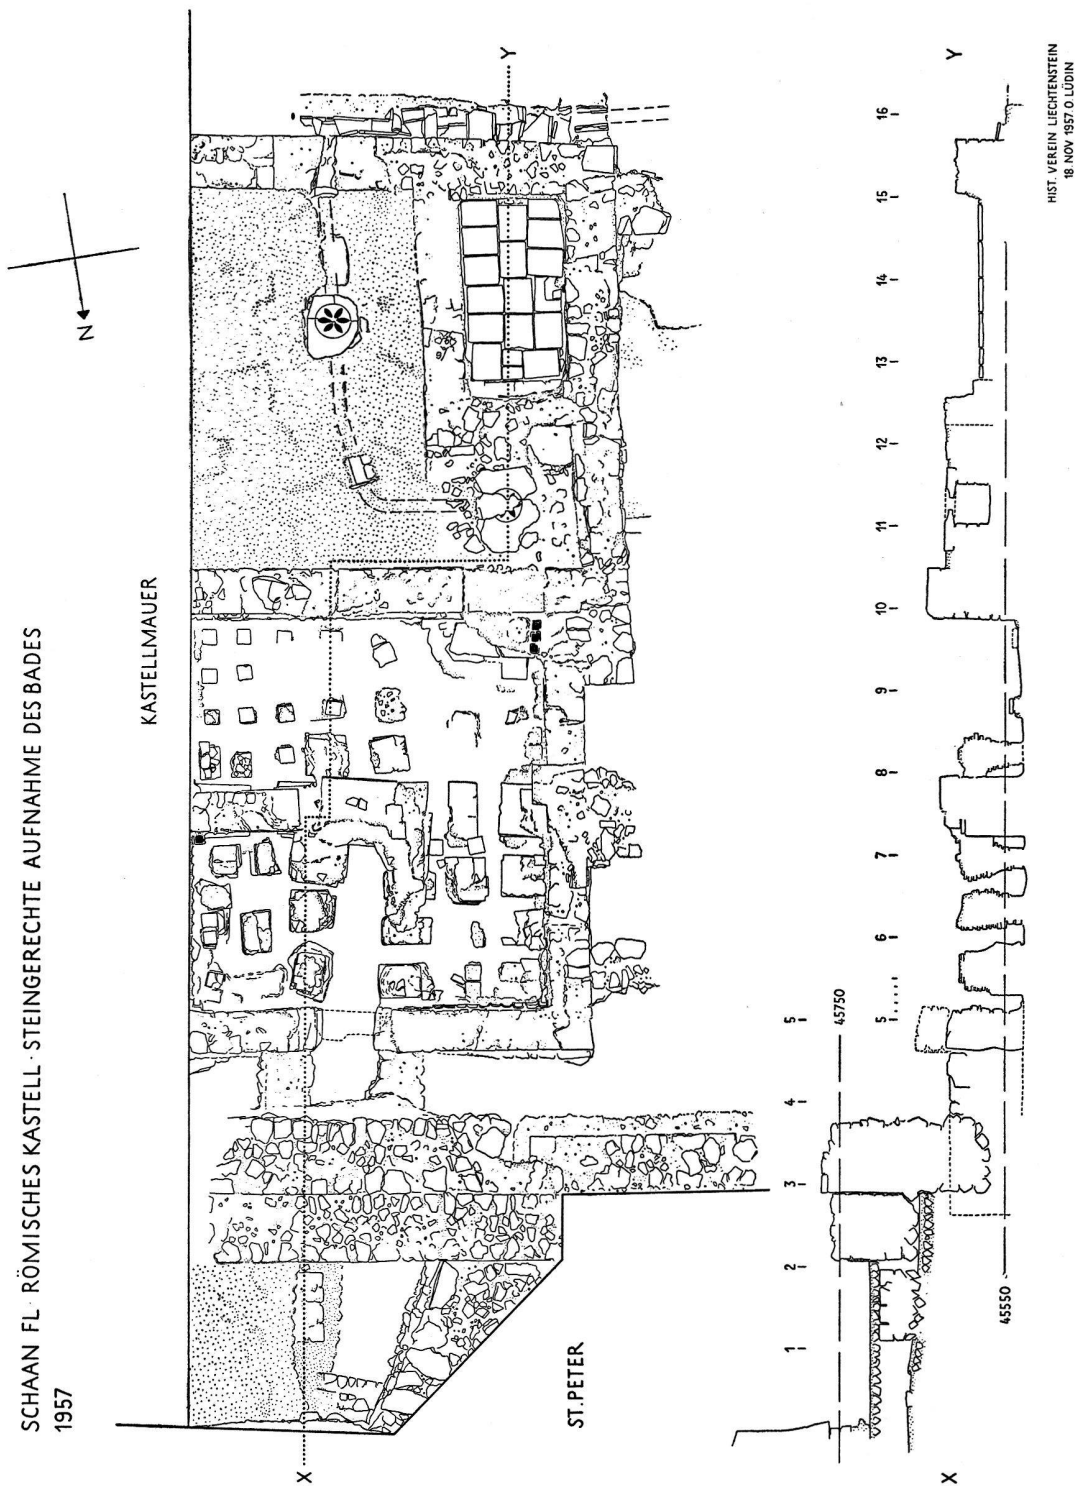 SCHAAN FL · RÖMISCHES KASTELL · STEINGERECHTE AUFNAHME DES BADES
1957
KASTELLMAUER
N
ST. PETER
X
Y
1 2 3 4 5
45750
5 6 7 8 9 10 11 12 13 14 15 16
45550
X
Y
HIST. VEREIN LIECHTENSTEIN
18. NOV 1957. O. LÜDIN